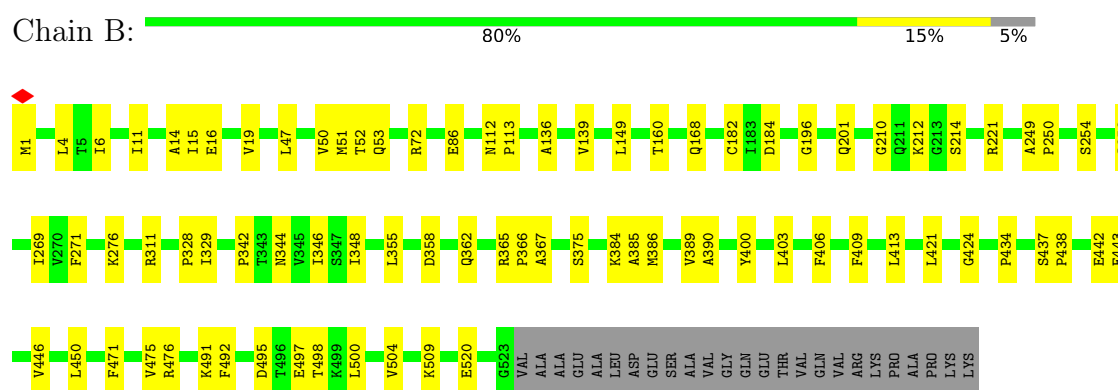 Chain B:
80% 15% 5%
M1 L4 T5 I6 I11 A14 I15 E16 V19 L47 V50 M51 T52 Q53 R72 E86 N112 P113 A136 V139 L149 T160 Q168 C182 I183 D184 G196 Q201 G210 Q211 K212 G213 S214 R221 A249 P250 S254
I269 V270 F271 K276 R311 P328 I329 P342 T343 N344 V345 I346 S347 I348 L355 D358 Q362 R365 P366 A367 S375 K384 A385 M386 V389 A390 Y400 L403 F406 F409 L413 L421 G424 P434 S437 P438 E442
V446 L450 F471 V475 R476 K491 F492 D495 T496 E497 T498 K499 L500 V504 K509 E520 G523 VAL ALA ALA GLU ALA LEU ASP GLU SER ALA VAL GLY GLN GLU THR VAL GLN VAL ARG LYS PRO ALA PRO LYS LYS